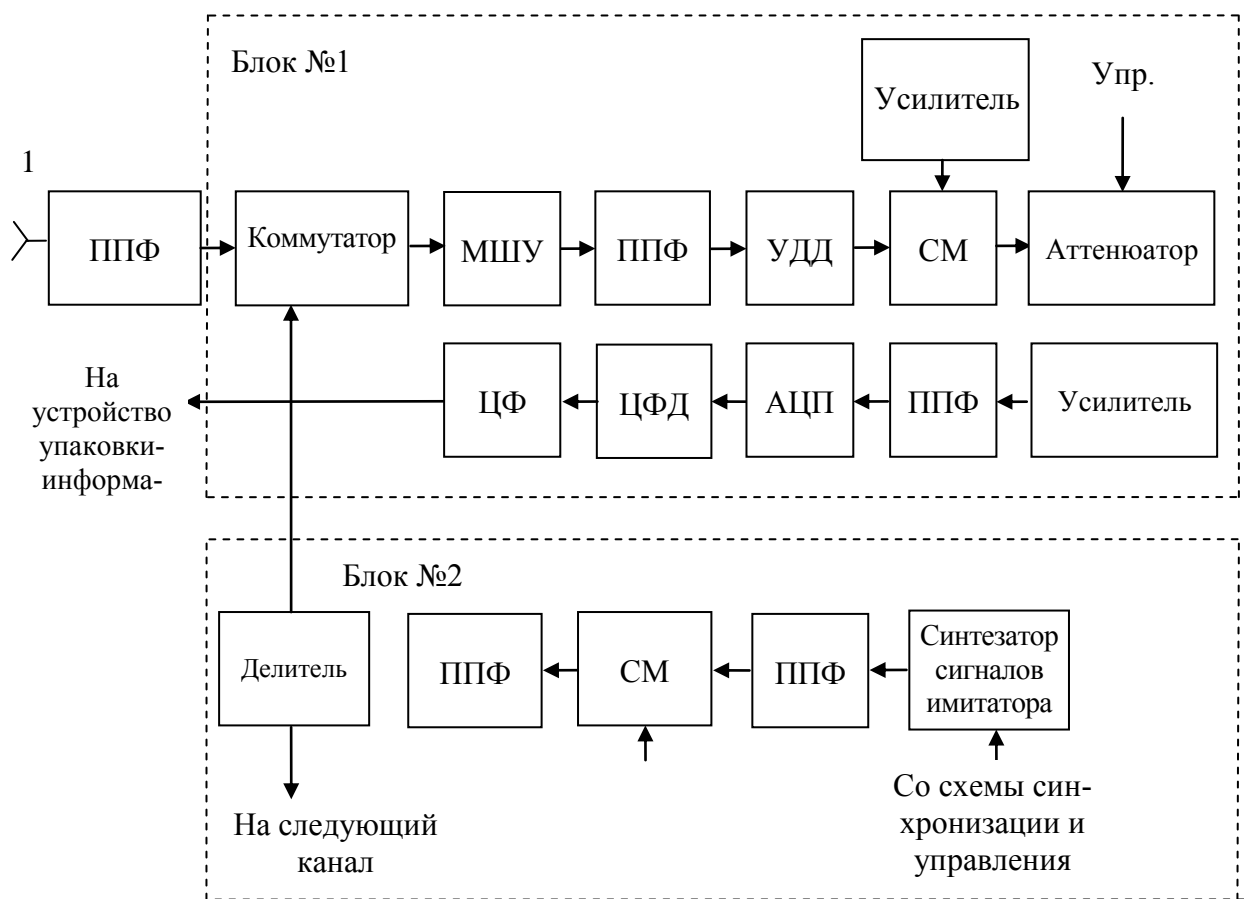 Блок №1
Усилитель
Упр.
1
ППФ
Коммутатор
МШУ
ППФ
УДД
СМ
Аттенюатор
На
устройство
упаковки-
информа-
ЦФ
ЦФД
АЦП
ППФ
Усилитель
Блок №2
Делитель
ППФ
СМ
ППФ
Синтезатор
сигналов
имитатора
На следующий
канал
Со схемы син-
хронизации и
управления